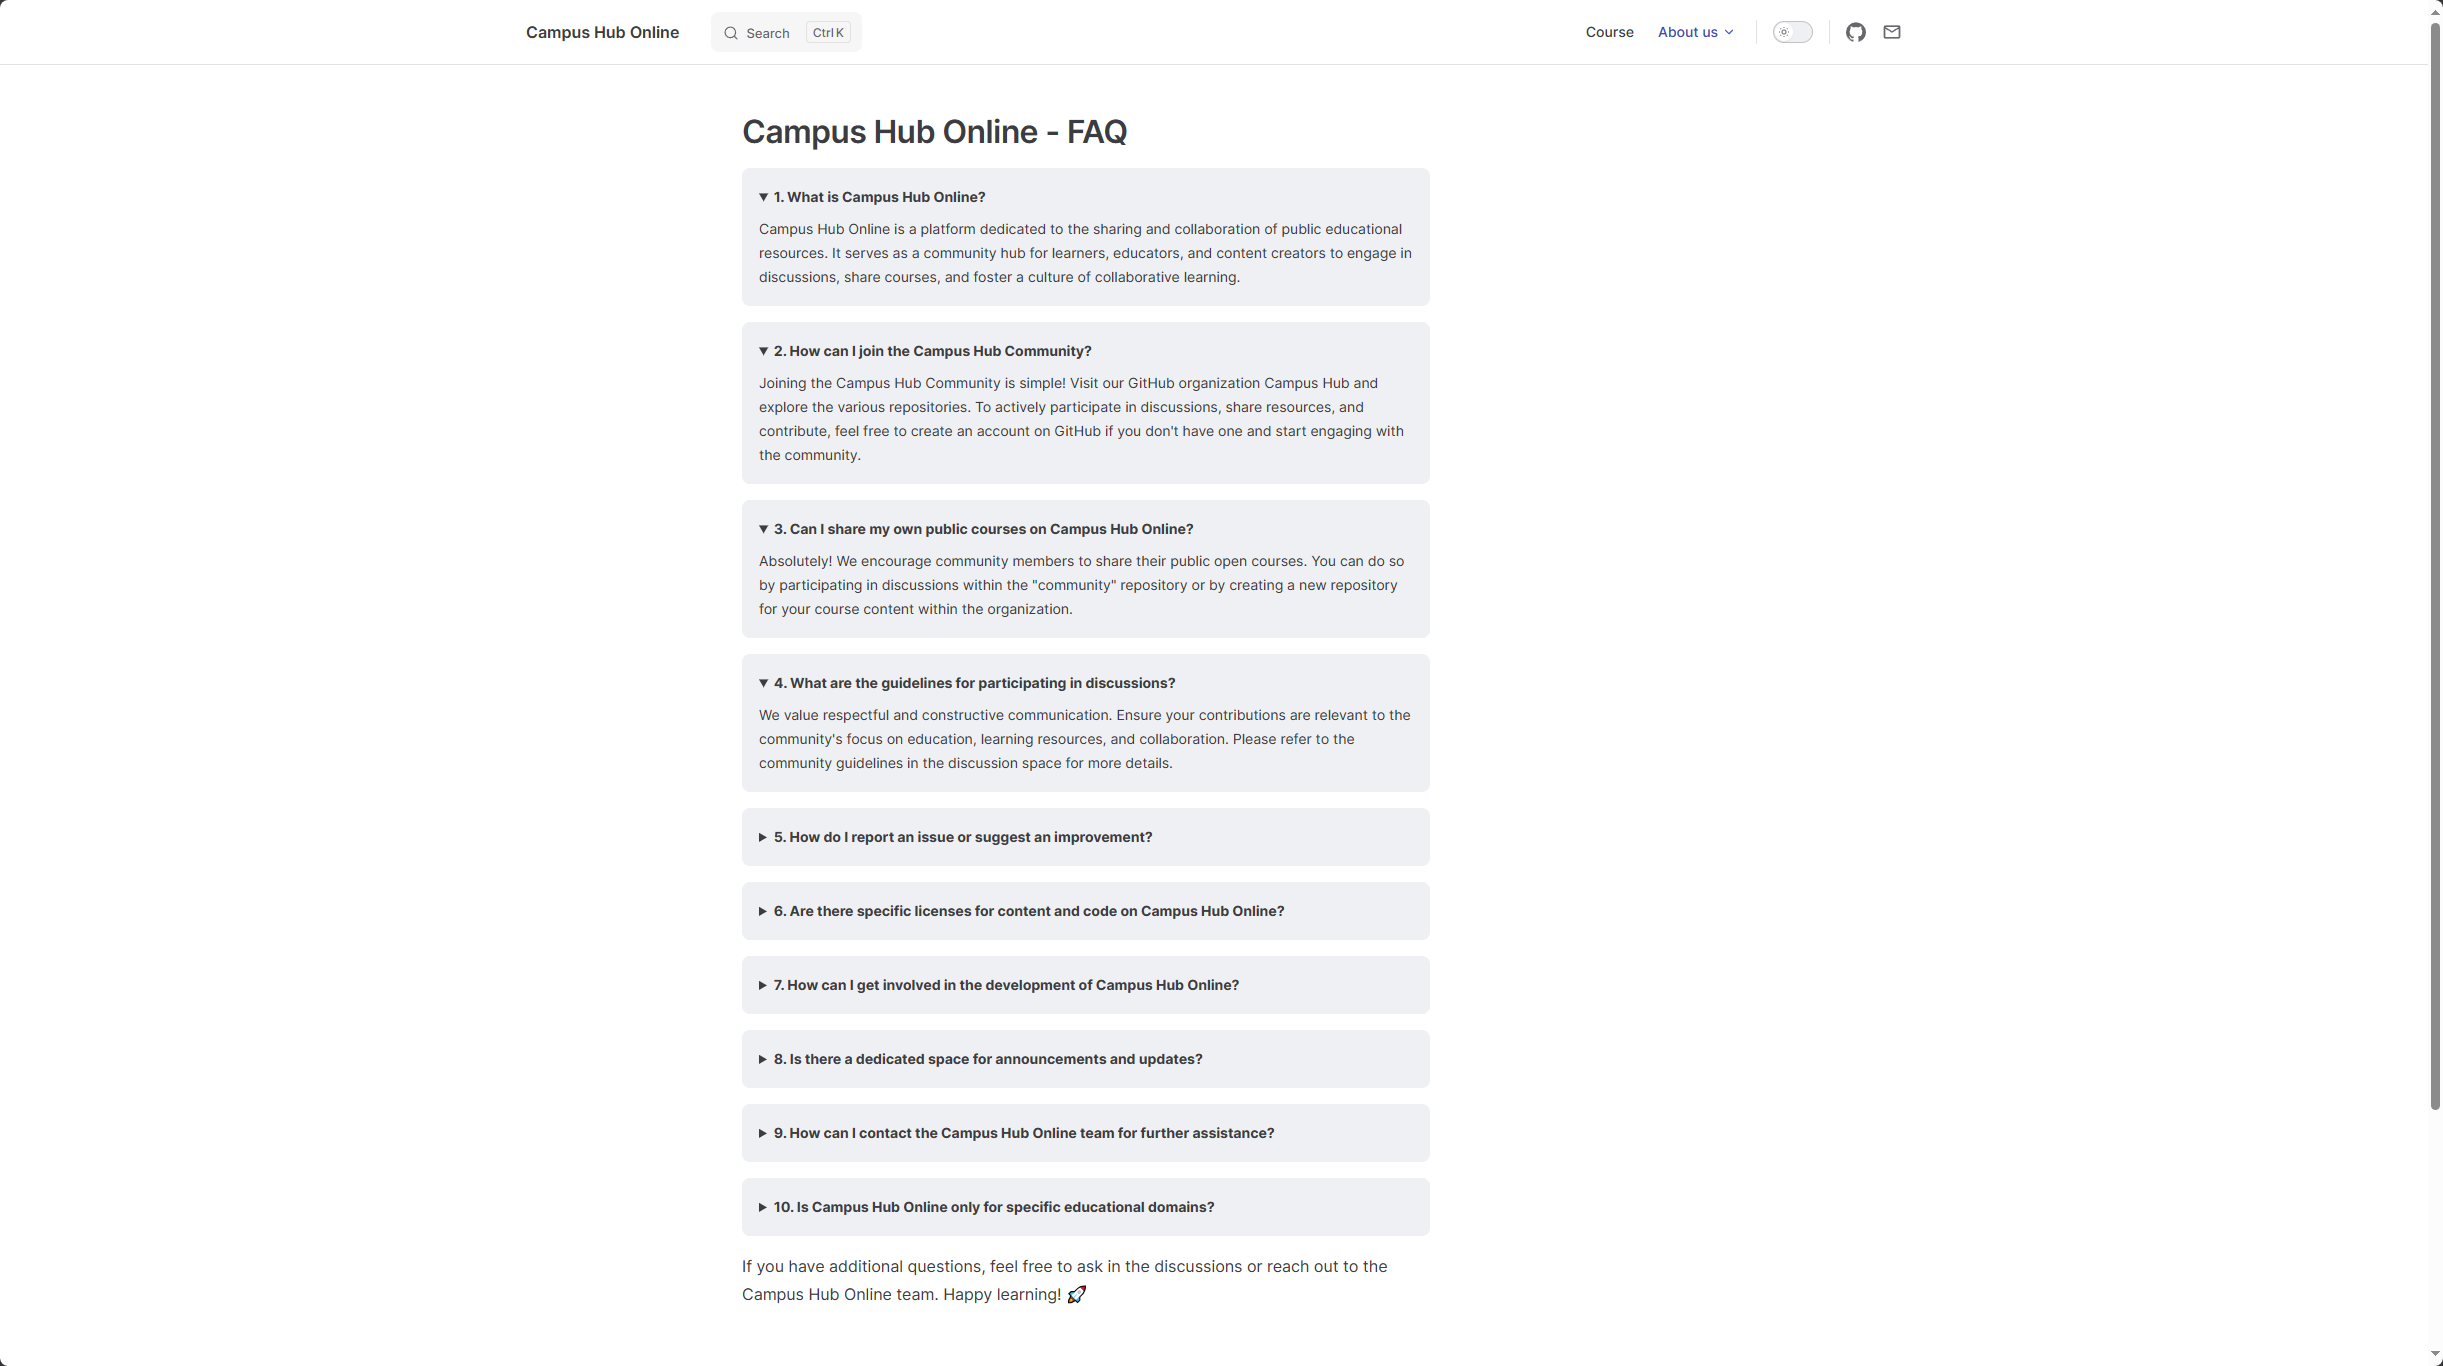 Campus Hub Online
Search Ctrl K
Course
About us
Campus Hub Online - FAQ
1. What is Campus Hub Online?
Campus Hub Online is a platform dedicated to the sharing and collaboration of public educational
resources. It serves as a community hub for learners, educators, and content creators to engage in
discussions, share courses, and foster a culture of collaborative learning.
2. How can I join the Campus Hub Community?
Joining the Campus Hub Community is simple! Visit our GitHub organization Campus Hub and
explore the various repositories. To actively participate in discussions, share resources, and
contribute, feel free to create an account on GitHub if you don't have one and start engaging with
the community.
3. Can I share my own public courses on Campus Hub Online?
Absolutely! We encourage community members to share their public open courses. You can do so
by participating in discussions within the "community" repository or by creating a new repository
for your course content within the organization.
4. What are the guidelines for participating in discussions?
We value respectful and constructive communication. Ensure your contributions are relevant to the
community's focus on education, learning resources, and collaboration. Please refer to the
community guidelines in the discussion space for more details.
5. How do I report an issue or suggest an improvement?
6. Are there specific licenses for content and code on Campus Hub Online?
7. How can I get involved in the development of Campus Hub Online?
8. Is there a dedicated space for announcements and updates?
9. How can I contact the Campus Hub Online team for further assistance?
10. Is Campus Hub Online only for specific educational domains?
If you have additional questions, feel free to ask in the discussions or reach out to the
Campus Hub Online team. Happy learning! 🚀